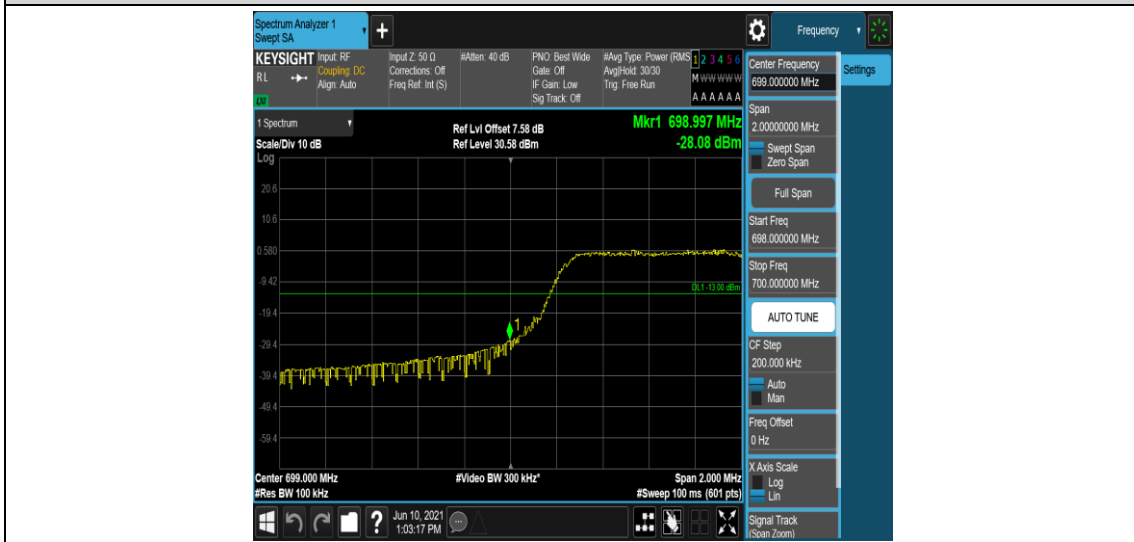 Spectrum Analyzer 1
Swept SA
+
Frequency
KEYSIGHT
RL
LXI
Input: RF
Coupling: DC
Align: Auto
Input Z: 50 Ω
Corrections: Off
Freq Ref: Int (S)
#Atten: 40 dB
PNO: Best Wide
Gate: Off
IF Gain: Low
Sig Track: Off
#Avg Type: Power (RMS
Avg|Hold: 30/30
Trig: Free Run
1 2 3 4 5 6
M W W W W W
A A A A A A
1 Spectrum
Scale/Div 10 dB
Log
Ref Lvl Offset 7.58 dB
Ref Level 30.58 dBm
Mkr1 698.997 MHz
-28.08 dBm
20.6
10.6
0.580
-9.42
-19.4
-29.4
-39.4
-49.4
-59.4
DL1 -13.00 dBm
1
Center 699.000 MHz
#Res BW 100 kHz
#Video BW 300 kHz*
Span 2.000 MHz
#Sweep 100 ms (601 pts)
?
Jun 10, 2021
1:03:17 PM
Center Frequency
699.000000 MHz
Settings
Span
2.00000000 MHz
Swept Span
Zero Span
Full Span
Start Freq
698.000000 MHz
Stop Freq
700.000000 MHz
AUTO TUNE
CF Step
200.000 kHz
Auto
Man
Freq Offset
0 Hz
X Axis Scale
Log
Lin
Signal Track
(Span Zoom)